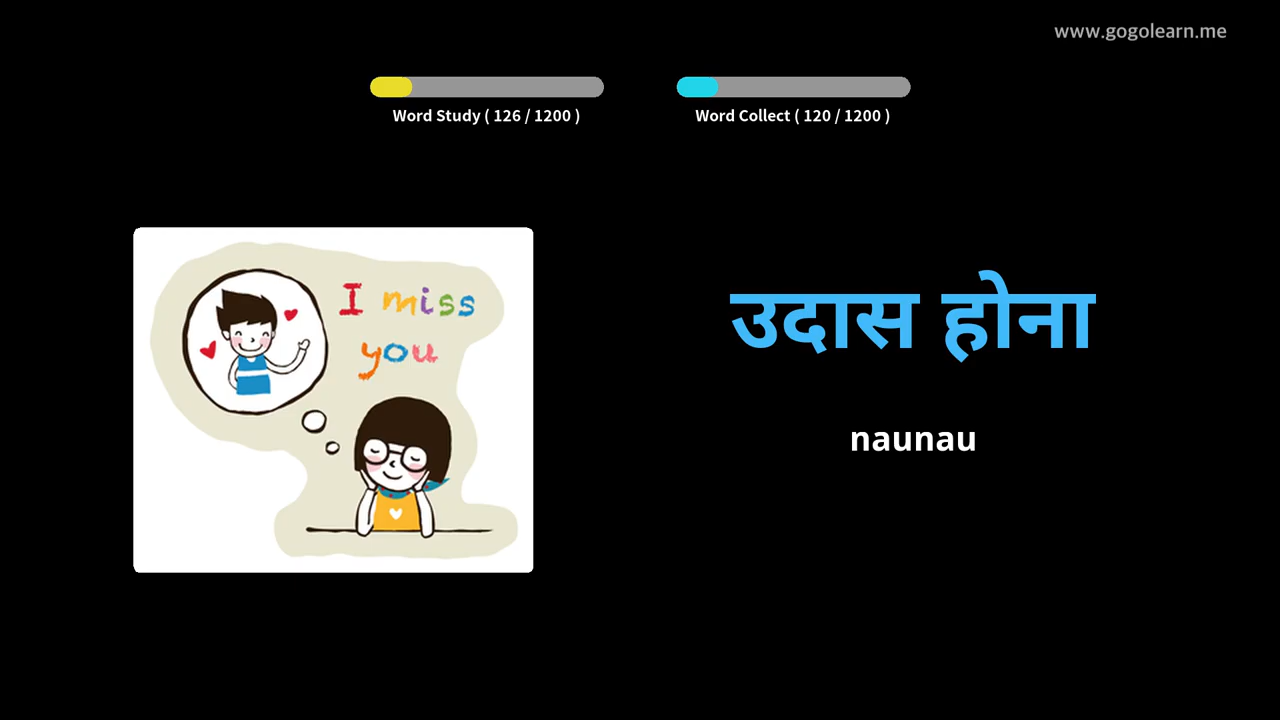 www.gogolearn.me
Word Study ( 126 / 1200 )
Word Collect ( 120 / 1200 )
I miss
you
उदास होना
naunau